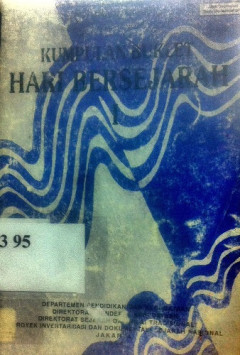 KUMPULAN BUKLET
HARI BERSEJARAH
I
3 95
DEPARTEMEN PENDIDIKAN DAN KEBUDAYAAN
DIREKTORAT JENDERAL KEBUDAYAAN
DIREKTORAT SEJARAH DAN NILAI TRADISIONAL
PROYEK INVENTARISASI DAN DOKUMENTASI SEJARAH NASIONAL
JAKARTA